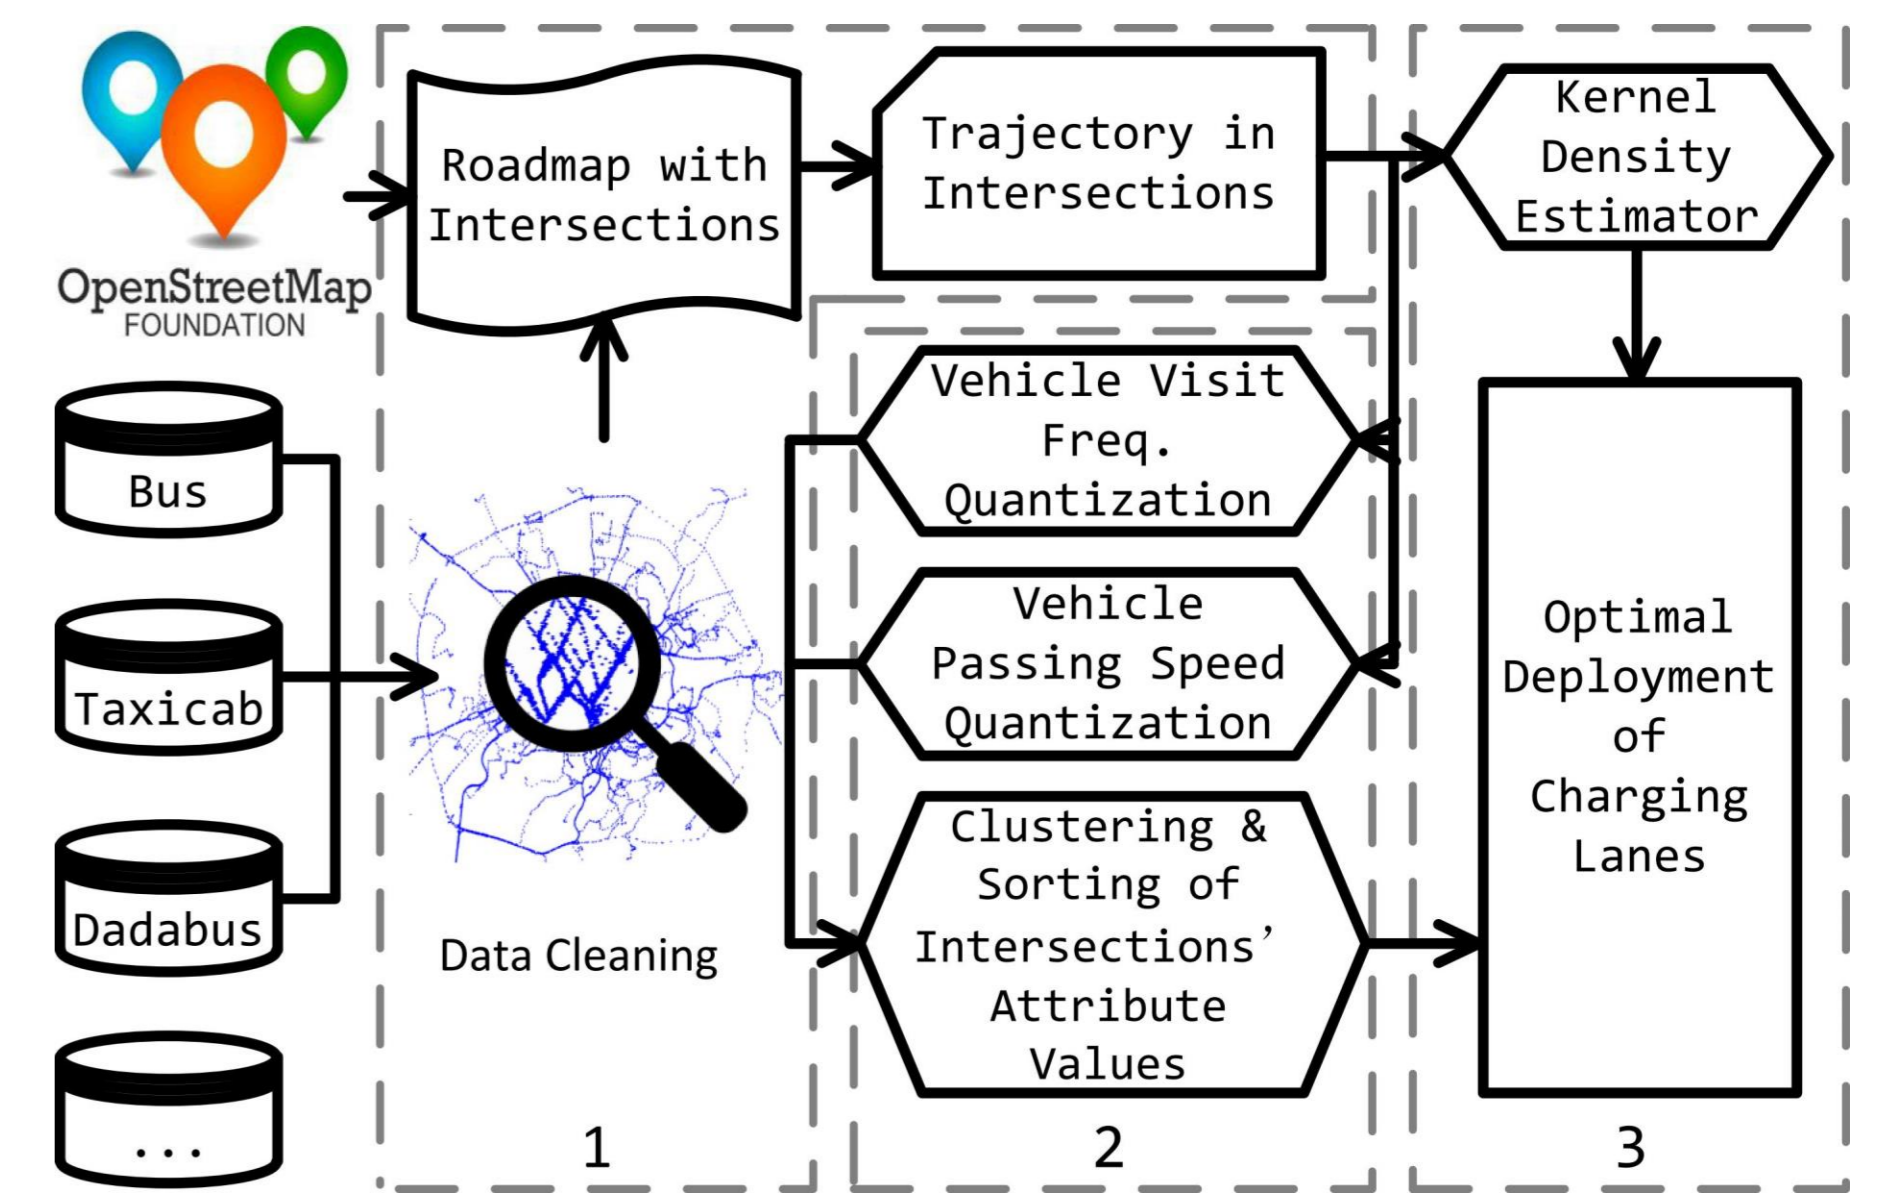 OpenStreetMap
FOUNDATION
Bus
Taxicab
Dadabus
...
Roadmap with
Intersections
Data Cleaning
1
Trajectory in
Intersections
Vehicle Visit
Freq.
Quantization
Vehicle
Passing Speed
Quantization
Clustering &
Sorting of
Intersections’
Attribute
Values
2
Kernel
Density
Estimator
Optimal
Deployment
of
Charging
Lanes
3